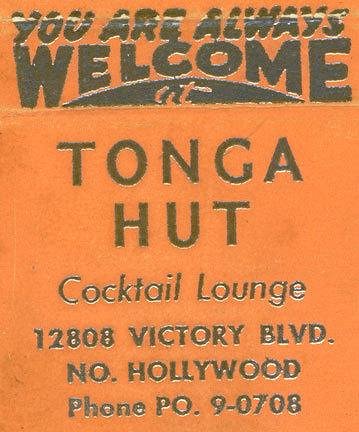 YOU ARE ALWAYS
WELCOME
at
TONGA
HUT
Cocktail Lounge
12808 VICTORY BLVD.
NO. HOLLYWOOD
Phone PO. 9-0708